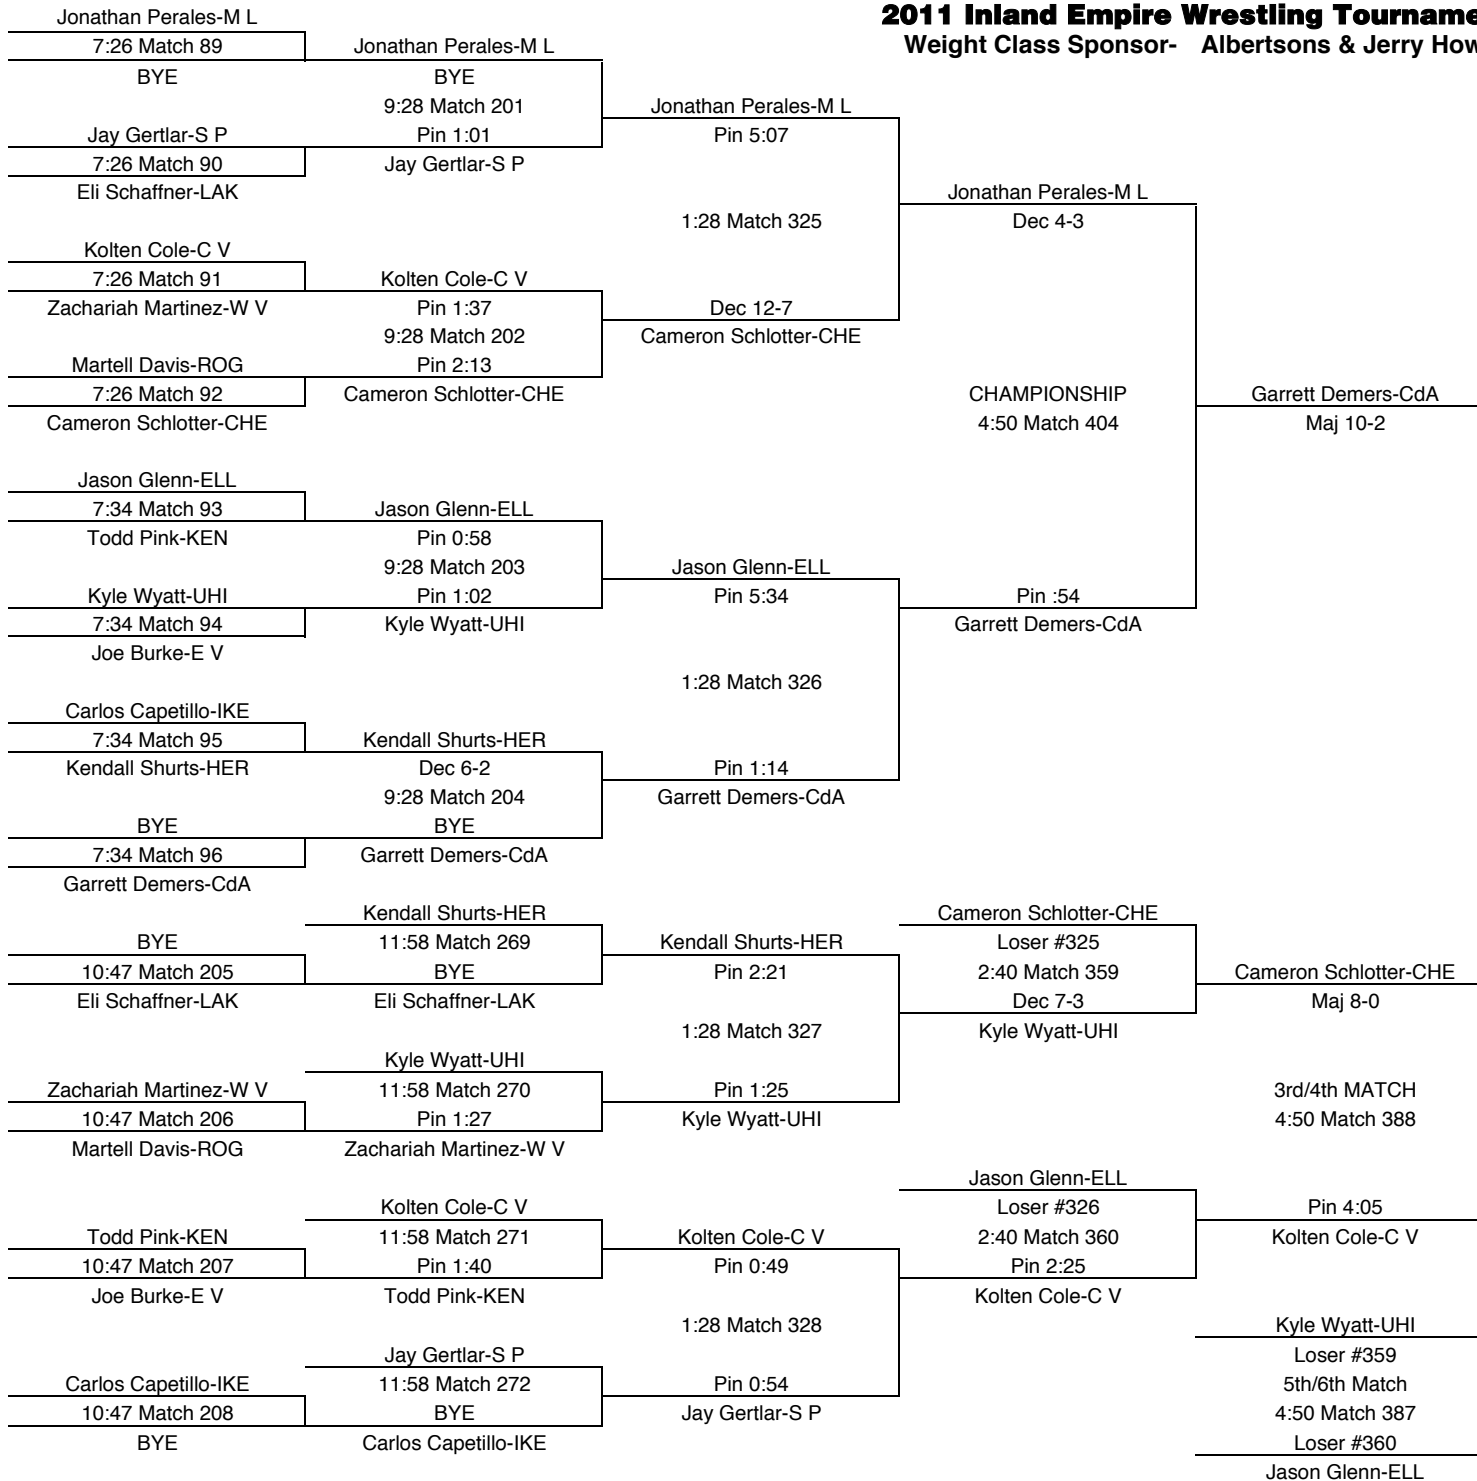 2011 Inland Empire Wrestling Tourname
Weight Class Sponsor- Albertsons & Jerry How
Jonathan Perales-M L
7:26 Match 89
BYE
Jay Gertlar-S P
7:26 Match 90
Eli Schaffner-LAK
Kolten Cole-C V
7:26 Match 91
Zachariah Martinez-W V
Martell Davis-ROG
7:26 Match 92
Cameron Schlotter-CHE
Jason Glenn-ELL
7:34 Match 93
Todd Pink-KEN
Kyle Wyatt-UHI
7:34 Match 94
Joe Burke-E V
Carlos Capetillo-IKE
7:34 Match 95
Kendall Shurts-HER
BYE
7:34 Match 96
Garrett Demers-CdA
Jonathan Perales-M L
BYE
9:28 Match 201
Pin 1:01
Jay Gertlar-S P
Kolten Cole-C V
Pin 1:37
9:28 Match 202
Pin 2:13
Cameron Schlotter-CHE
Jason Glenn-ELL
Pin 0:58
9:28 Match 203
Pin 1:02
Kyle Wyatt-UHI
Kendall Shurts-HER
Dec 6-2
9:28 Match 204
BYE
Garrett Demers-CdA
Jonathan Perales-M L
Pin 5:07
1:28 Match 325
Dec 12-7
Cameron Schlotter-CHE
Jason Glenn-ELL
Pin 5:34
1:28 Match 326
Pin 1:14
Garrett Demers-CdA
Jonathan Perales-M L
Dec 4-3
CHAMPIONSHIP
4:50 Match 404
Pin :54
Garrett Demers-CdA
Garrett Demers-CdA
Maj 10-2
BYE
10:47 Match 205
Eli Schaffner-LAK
Zachariah Martinez-W V
10:47 Match 206
Martell Davis-ROG
Todd Pink-KEN
10:47 Match 207
Joe Burke-E V
Carlos Capetillo-IKE
10:47 Match 208
BYE
Kendall Shurts-HER
11:58 Match 269
BYE
Eli Schaffner-LAK
Kyle Wyatt-UHI
11:58 Match 270
Pin 1:27
Zachariah Martinez-W V
Kolten Cole-C V
11:58 Match 271
Pin 1:40
Todd Pink-KEN
Jay Gertlar-S P
11:58 Match 272
BYE
Carlos Capetillo-IKE
Kendall Shurts-HER
Pin 2:21
1:28 Match 327
Pin 1:25
Kyle Wyatt-UHI
Kolten Cole-C V
Pin 0:49
1:28 Match 328
Pin 0:54
Jay Gertlar-S P
Cameron Schlotter-CHE
Loser #325
2:40 Match 359
Dec 7-3
Kyle Wyatt-UHI
Jason Glenn-ELL
Loser #326
2:40 Match 360
Pin 2:25
Kolten Cole-C V
Cameron Schlotter-CHE
Maj 8-0
3rd/4th MATCH
4:50 Match 388
Pin 4:05
Kolten Cole-C V
Kyle Wyatt-UHI
Loser #359
5th/6th Match
4:50 Match 387
Loser #360
Jason Glenn-ELL